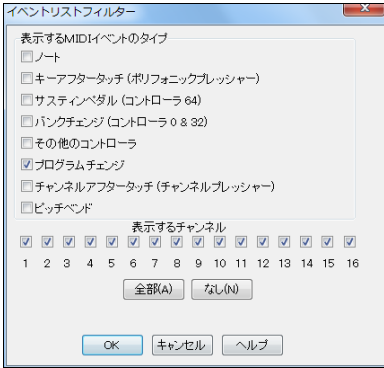 イベントリストフィルター
表示するMIDIイベントのタイプ
ノート
キーアフタータッチ(ポリフォニックプレッシャー)
サスティンペダル(コントローラ 64)
バンクチェンジ(コントローラ 0 & 32)
その他のコントローラ
プログラムチェンジ
チャンネルアフタータッチ(チャンネルプレッシャー)
ピッチベンド
表示するチャンネル
1 2 3 4 5 6 7 8 9 10 11 12 13 14 15 16
全部(A) なし(N)
OK キャンセル ヘルプ